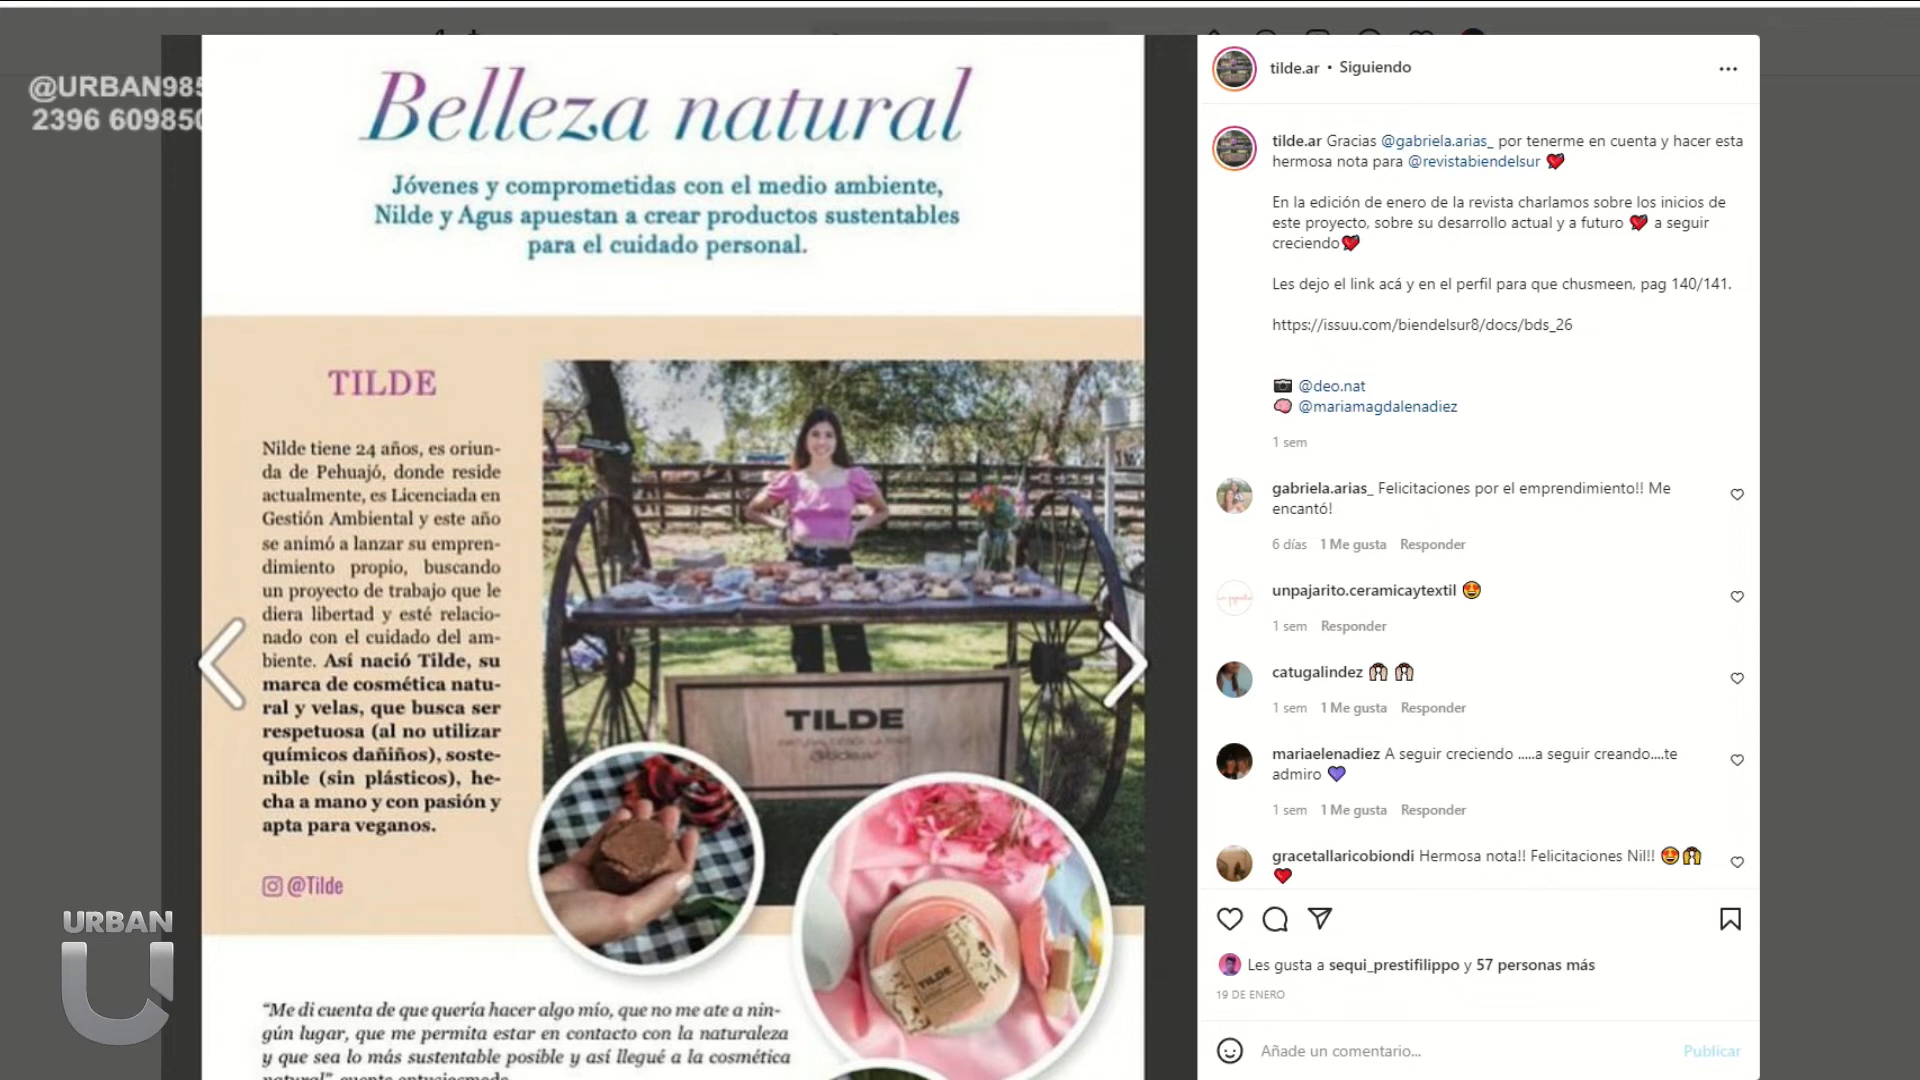 @URBAN985
2396 609850
Belleza natural
Jóvenes y comprometidas con el medio ambiente,
Nilde y Agus apuestan a crear productos sustentables
para el cuidado personal.
TILDE
Nilde tiene 24 años, es oriun-
da de Pehuajó, donde reside
actualmente, es Licenciada en
Gestión Ambiental y este año
se animó a lanzar su empren-
dimiento propio, buscando
un proyecto de trabajo que le
diera libertad y esté relacio-
nado con el cuidado del am-
biente. Así nació Tilde, su
marca de cosmética natu-
ral y velas, que busca ser
respetuosa (al no utilizar
químicos dañiños), soste-
nible (sin plásticos), he-
cha a mano y con pasión y
apta para veganos.
@Tilde
TILDE
TILDE
"Me di cuenta de que quería hacer algo mío, que no me ate a nin-
gún lugar, que me permita estar en contacto con la naturaleza
y que sea lo más sustentable posible y así llegué a la cosmética
URBAN
tilde.ar • Siguiendo
tilde.ar Gracias @gabriela.arias_ por tenerme en cuenta y hacer esta
hermosa nota para @revistabiendelsur 💘
En la edición de enero de la revista charlamos sobre los inicios de
este proyecto, sobre su desarrollo actual y a futuro 💘 a seguir
creciendo💘
Les dejo el link acá y en el perfil para que chusmeen, pag 140/141.
https://issuu.com/biendelsur8/docs/bds_26
📷 @deo.nat
🧠 @mariamagdalenadiez
1 sem
gabriela.arias_ Felicitaciones por el emprendimiento!! Me
encantó!
6 días 1 Me gusta Responder
unpajarito.ceramicaytextil 😍
1 sem Responder
catugalindez 🙌🙌
1 sem 1 Me gusta Responder
mariaelenadiez A seguir creciendo .....a seguir creando....te
admiro 💜
1 sem 1 Me gusta Responder
gracetallaricobiondi Hermosa nota!! Felicitaciones Nil!! 😍🙌
❤️
Les gusta a sequi_prestifilippo y 57 personas más
19 DE ENERO
Añade un comentario...
Publicar